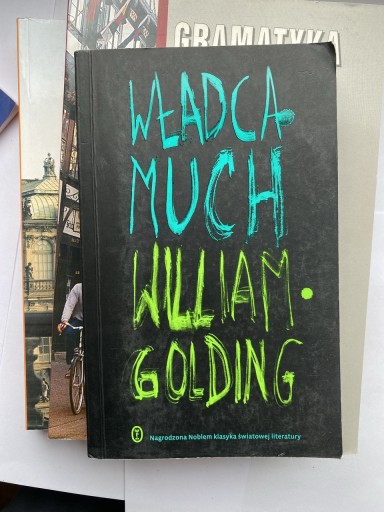 GRAMATYKA
WŁADCA
MUCH
WILLIAM
GOLDING
Nagrodzona Noblem klasyka światowej literatury